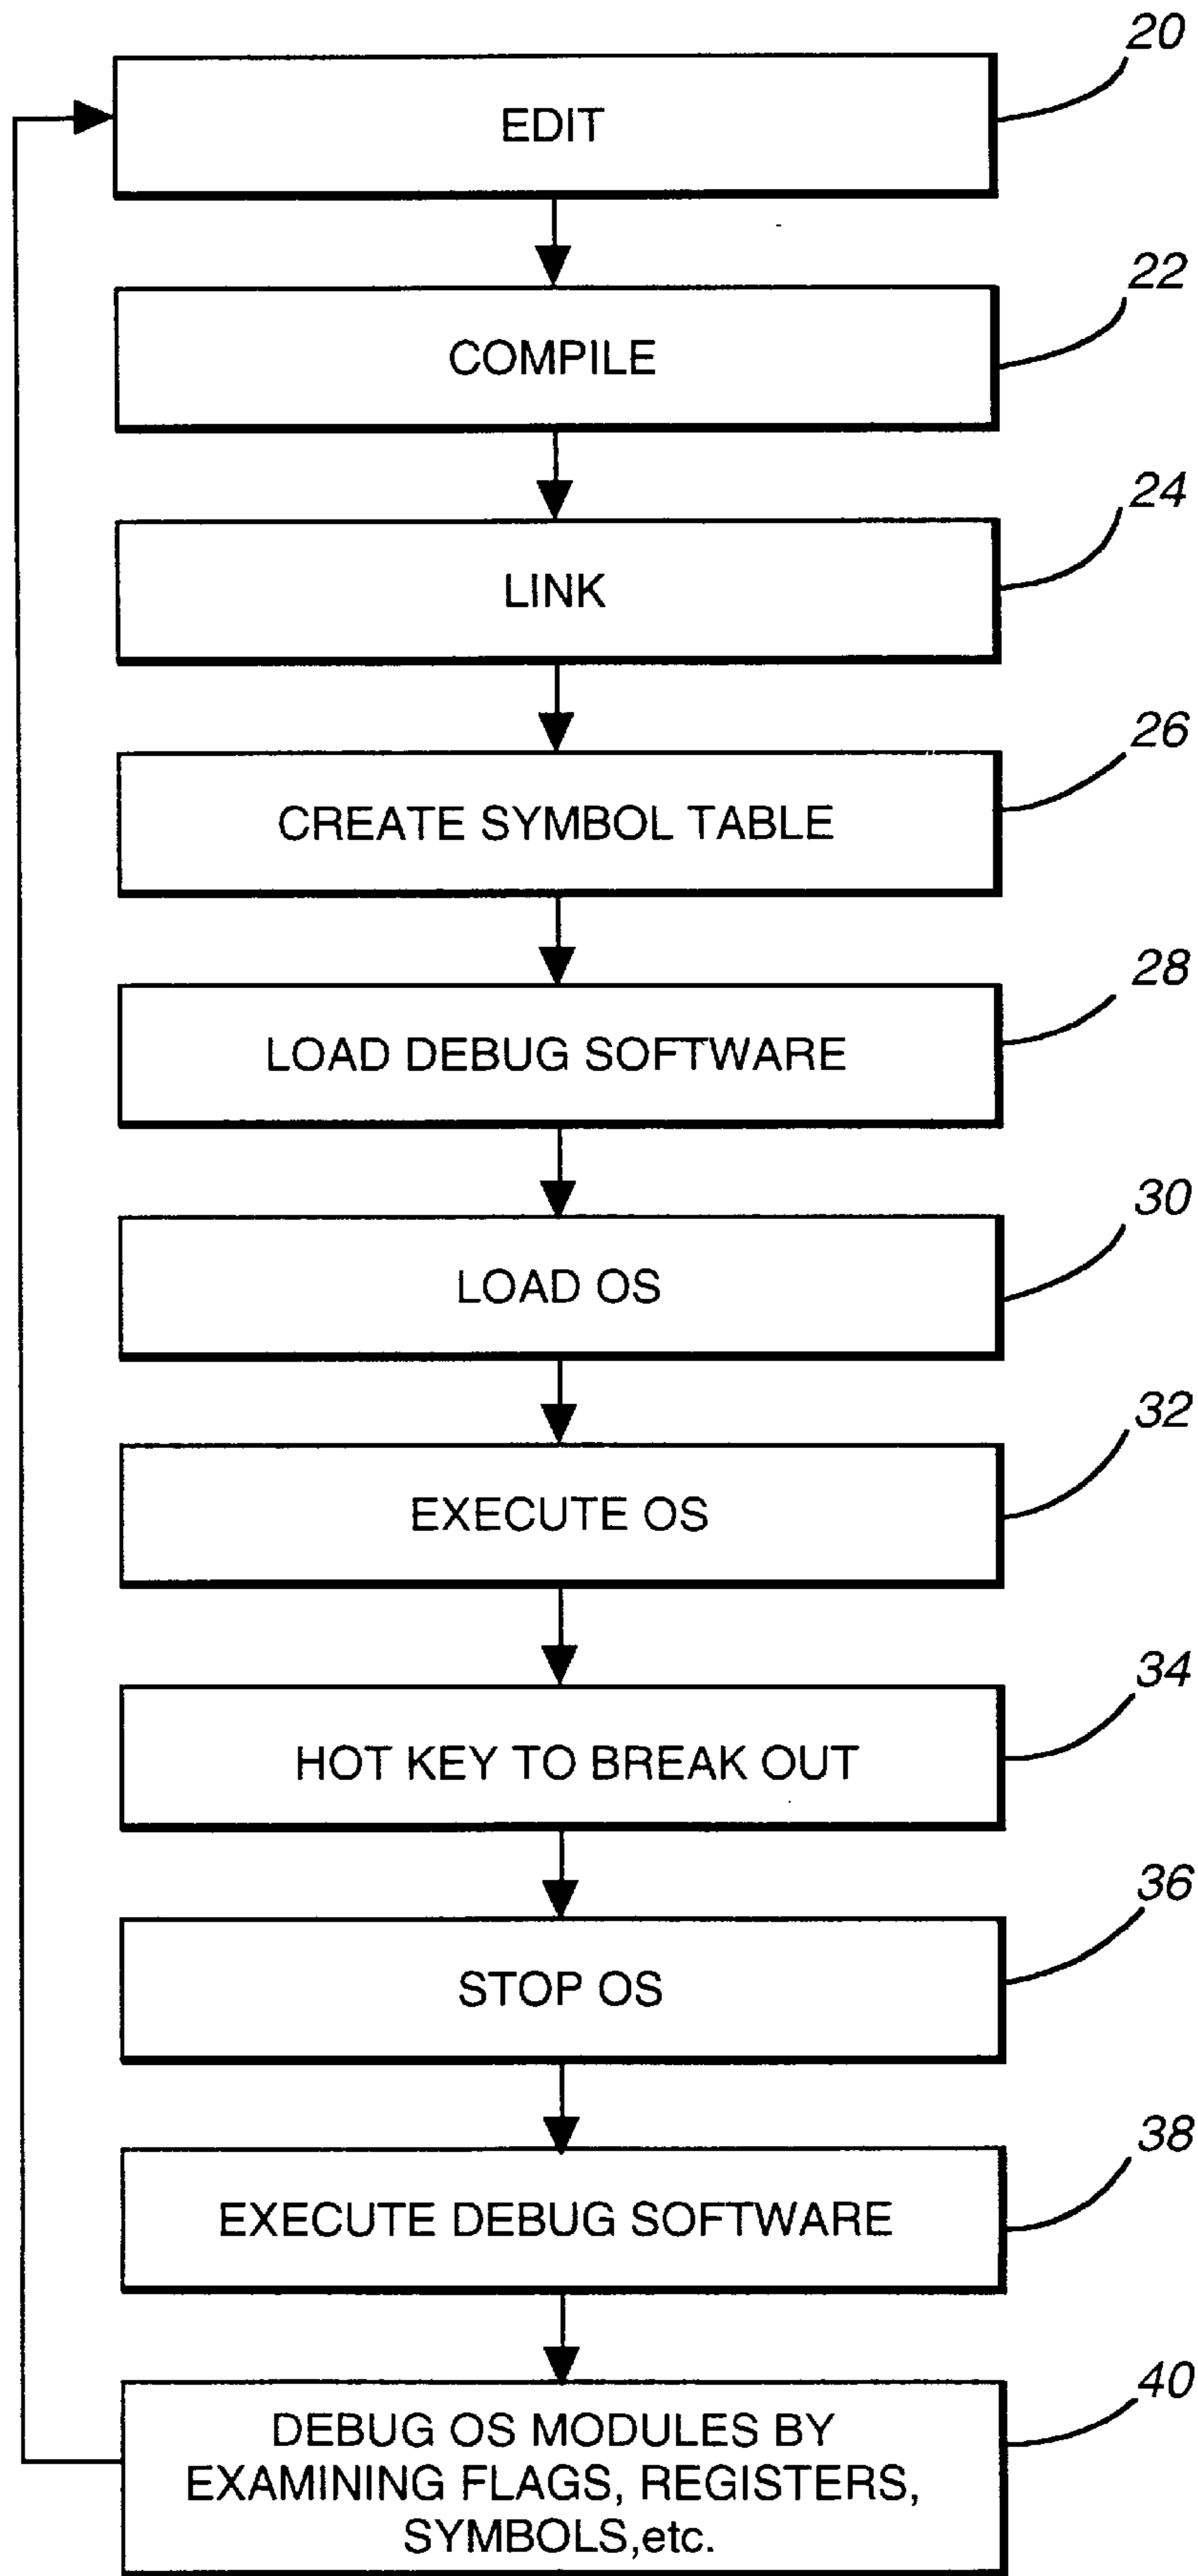 20
EDIT
22
COMPILE
24
LINK
26
CREATE SYMBOL TABLE
28
LOAD DEBUG SOFTWARE
30
LOAD OS
32
EXECUTE OS
34
HOT KEY TO BREAK OUT
36
STOP OS
38
EXECUTE DEBUG SOFTWARE
40
DEBUG OS MODULES BY
EXAMINING FLAGS, REGISTERS,
SYMBOLS,etc.